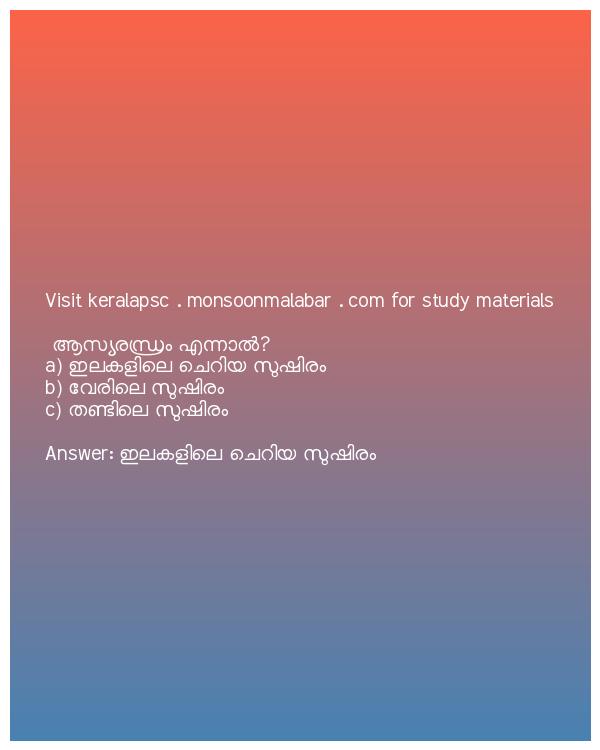 Visit keralapsc . monsoonmalabar . com for study materials
ആസ്യരന്ധ്രം എന്നാൽ?
a) ഇലകളിലെ ചെറിയ സുഷിരം
b) വേരിലെ സുഷിരം
c) തണ്ടിലെ സുഷിരം
Answer: ഇലകളിലെ ചെറിയ സുഷിരം